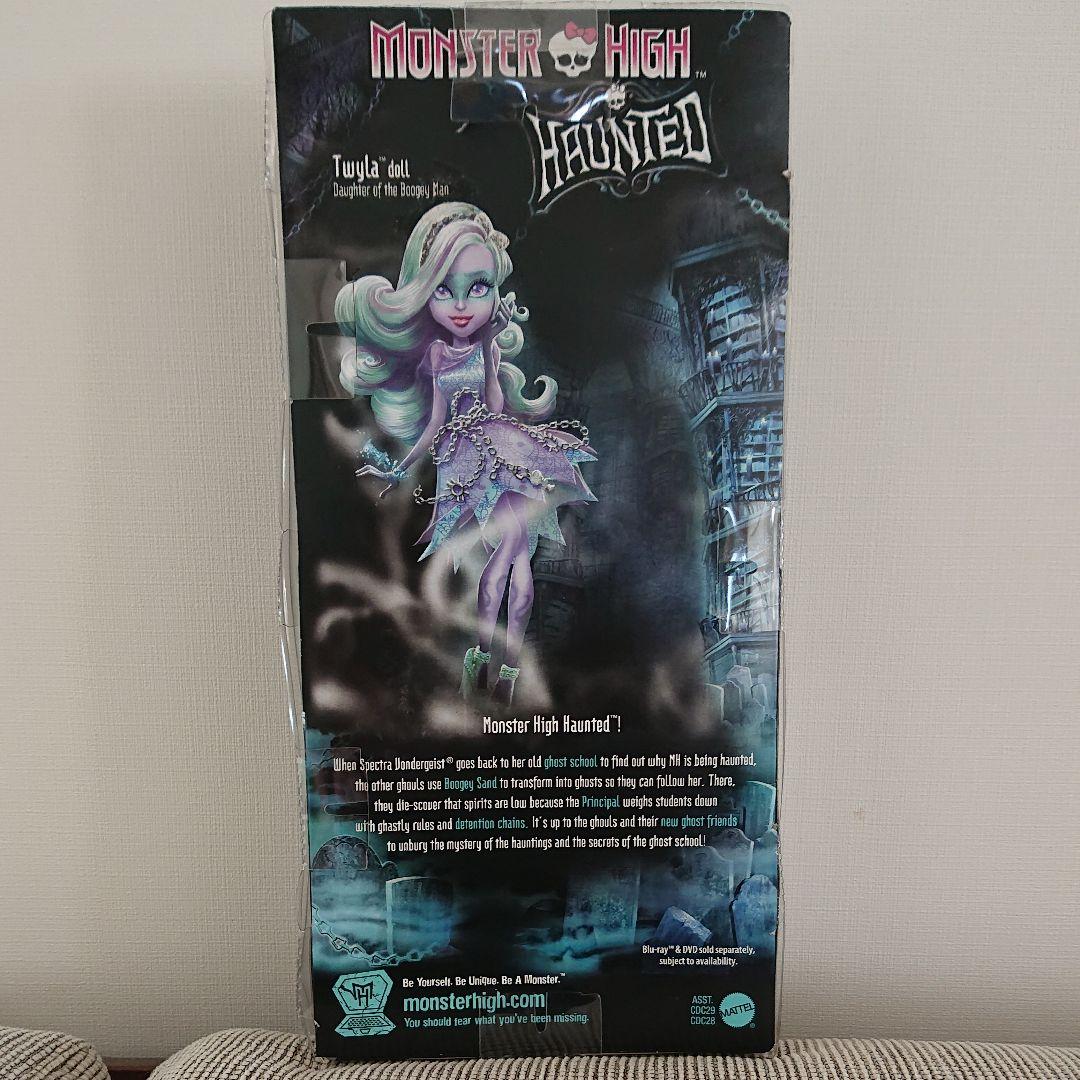 MONSTER HIGH™
HAUNTED
Twyla™ doll
Daughter of the Boogey Man
Monster High Haunted™!
When Spectra Vondergeist® goes back to her old ghost school to find out why MH is being haunted,
the other ghouls use Boogey Sand to transform into ghosts so they can follow her. There,
they die-scover that spirits are low because the Principal weighs students down
with ghastly rules and detention chains. It's up to the ghouls and their new ghost friends
to unbury the mystery of the hauntings and the secrets of the ghost school!
Blu-ray™ & DVD sold separately,
subject to availability.
MH
Be Yourself. Be Unique. Be A Monster.™
monsterhigh.com
You should fear what you've been missing.
ASST.
CDC29
CDC28
MATTEL®